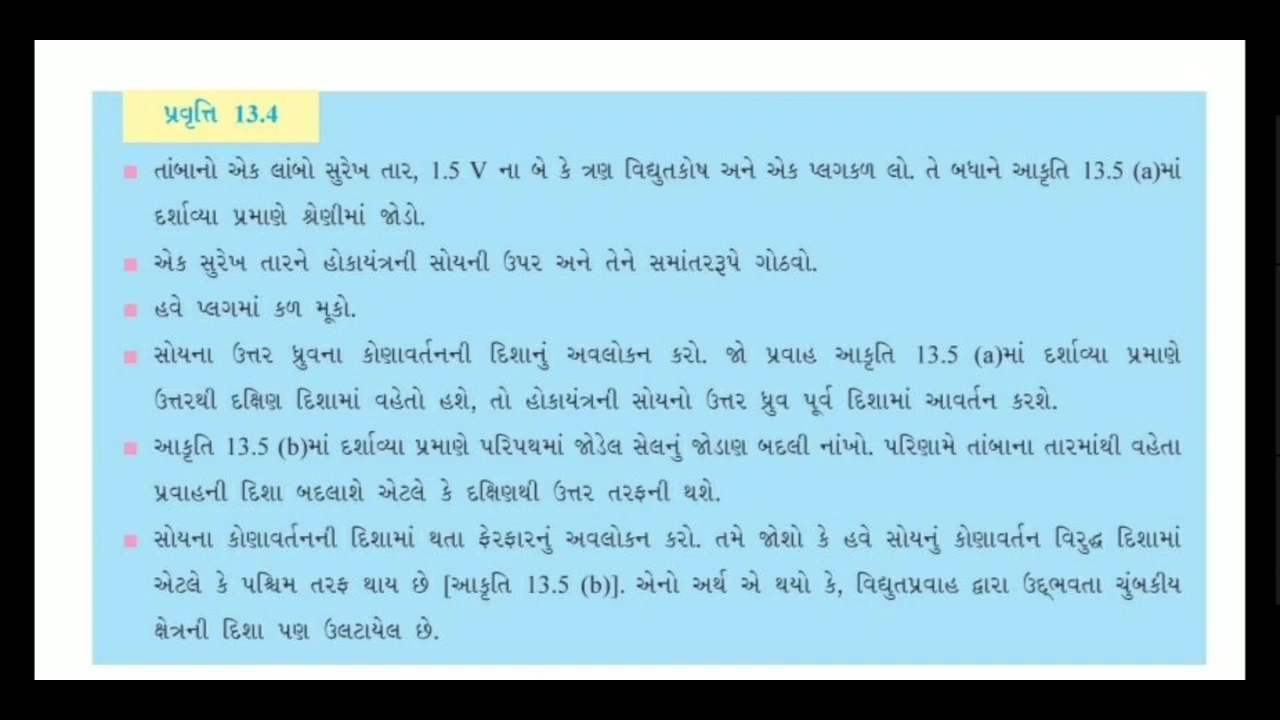 પ્રવૃત્તિ 13.4
તાંબાનો એક લાંબો સુરેખ તાર, 1.5 V ના બે કે ત્રણ વિદ્યુતકોષ અને એક પ્લગકળ લો. તે બધાને આકૃતિ 13.5 (a)માં
દર્શાવ્યા પ્રમાણે શ્રેણીમાં જોડો.
એક સુરેખ તારને હોકાયંત્રની સોયની ઉપર અને તેને સમાંતરરૂપે ગોઠવો.
હવે પ્લગમાં કળ મૂકો.
સોયના ઉત્તર ધ્રુવના કોણાવર્તનની દિશાનું અવલોકન કરો. જો પ્રવાહ આકૃતિ 13.5 (a)માં દર્શાવ્યા પ્રમાણે
ઉત્તરથી દક્ષિણ દિશામાં વહેતો હશે, તો હોકાયંત્રની સોયનો ઉત્તર ધ્રુવ પૂર્વ દિશામાં આવર્તન કરશે.
આકૃતિ 13.5 (b)માં દર્શાવ્યા પ્રમાણે પરિપથમાં જોડેલ સેલનું જોડાણ બદલી નાંખો. પરિણામે તાંબાના તારમાંથી વહેતા
પ્રવાહની દિશા બદલાશે એટલે કે દક્ષિણથી ઉત્તર તરફની થશે.
સોયના કોણાવર્તનની દિશામાં થતા ફેરફારનું અવલોકન કરો. તમે જોશો કે હવે સોયનું કોણાવર્તન વિરુદ્ધ દિશામાં
એટલે કે પશ્ચિમ તરફ થાય છે [આકૃતિ 13.5 (b)]. એનો અર્થ એ થયો કે, વિદ્યુતપ્રવાહ દ્વારા ઉદ્ભવતા ચુંબકીય
ક્ષેત્રની દિશા પણ ઉલટાયેલ છે.